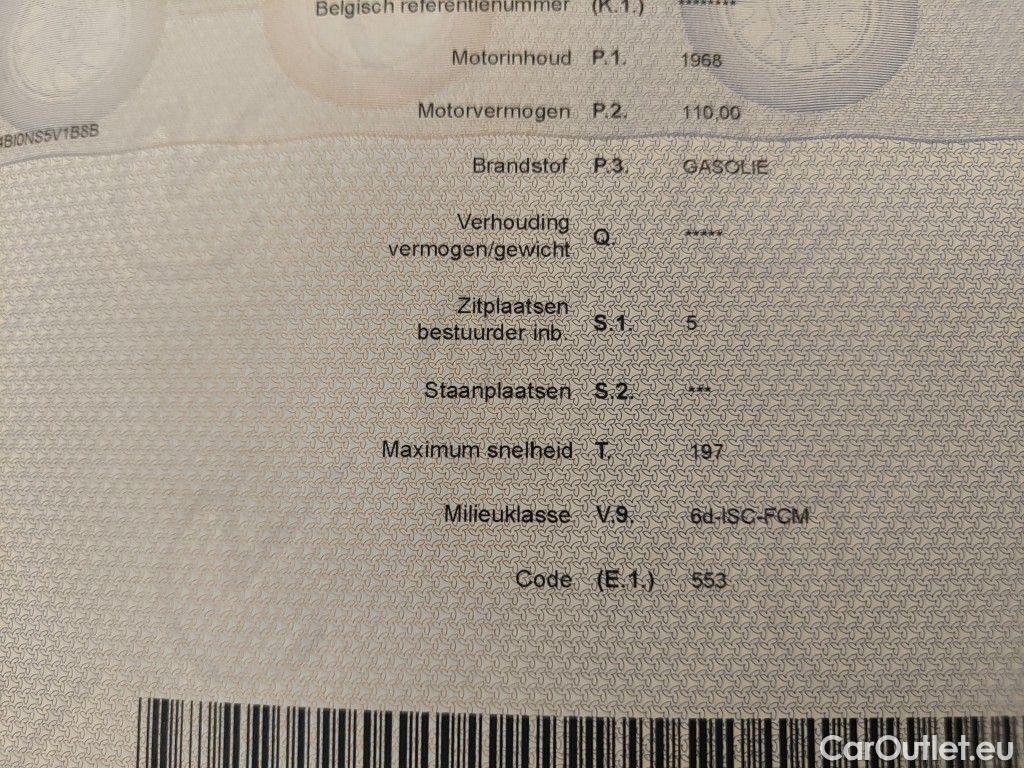 Belgisch referentienummer (K.1.) ********
Motorinhoud P.1. 1968
Motorvermogen P.2. 110,00
4BI0NS5V1B8B
Brandstof P.3. GASOLIE
Verhouding
vermogen/gewicht Q. *****
Zitplaatsen
bestuurder inb. S.1. 5
Staanplaatsen S.2. ***
Maximum snelheid T. 197
Milieuklasse V.9. 6d-ISC-FCM
Code (E.1.) 553
CarOutlet.eu